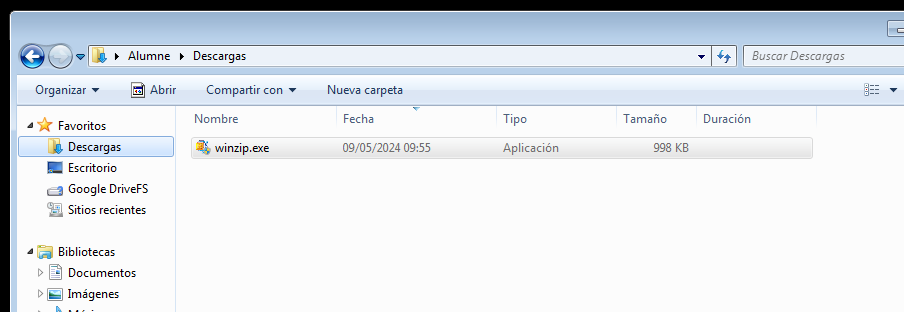 Alumne Descargas
Buscar Descargas
Organizar Abrir Compartir con Nueva carpeta
Nombre Fecha Tipo Tamaño Duración
winzip.exe 09/05/2024 09:55 Aplicación 998 KB
Favoritos
Descargas
Escritorio
Google DriveFS
Sitios recientes
Bibliotecas
Documentos
Imágenes